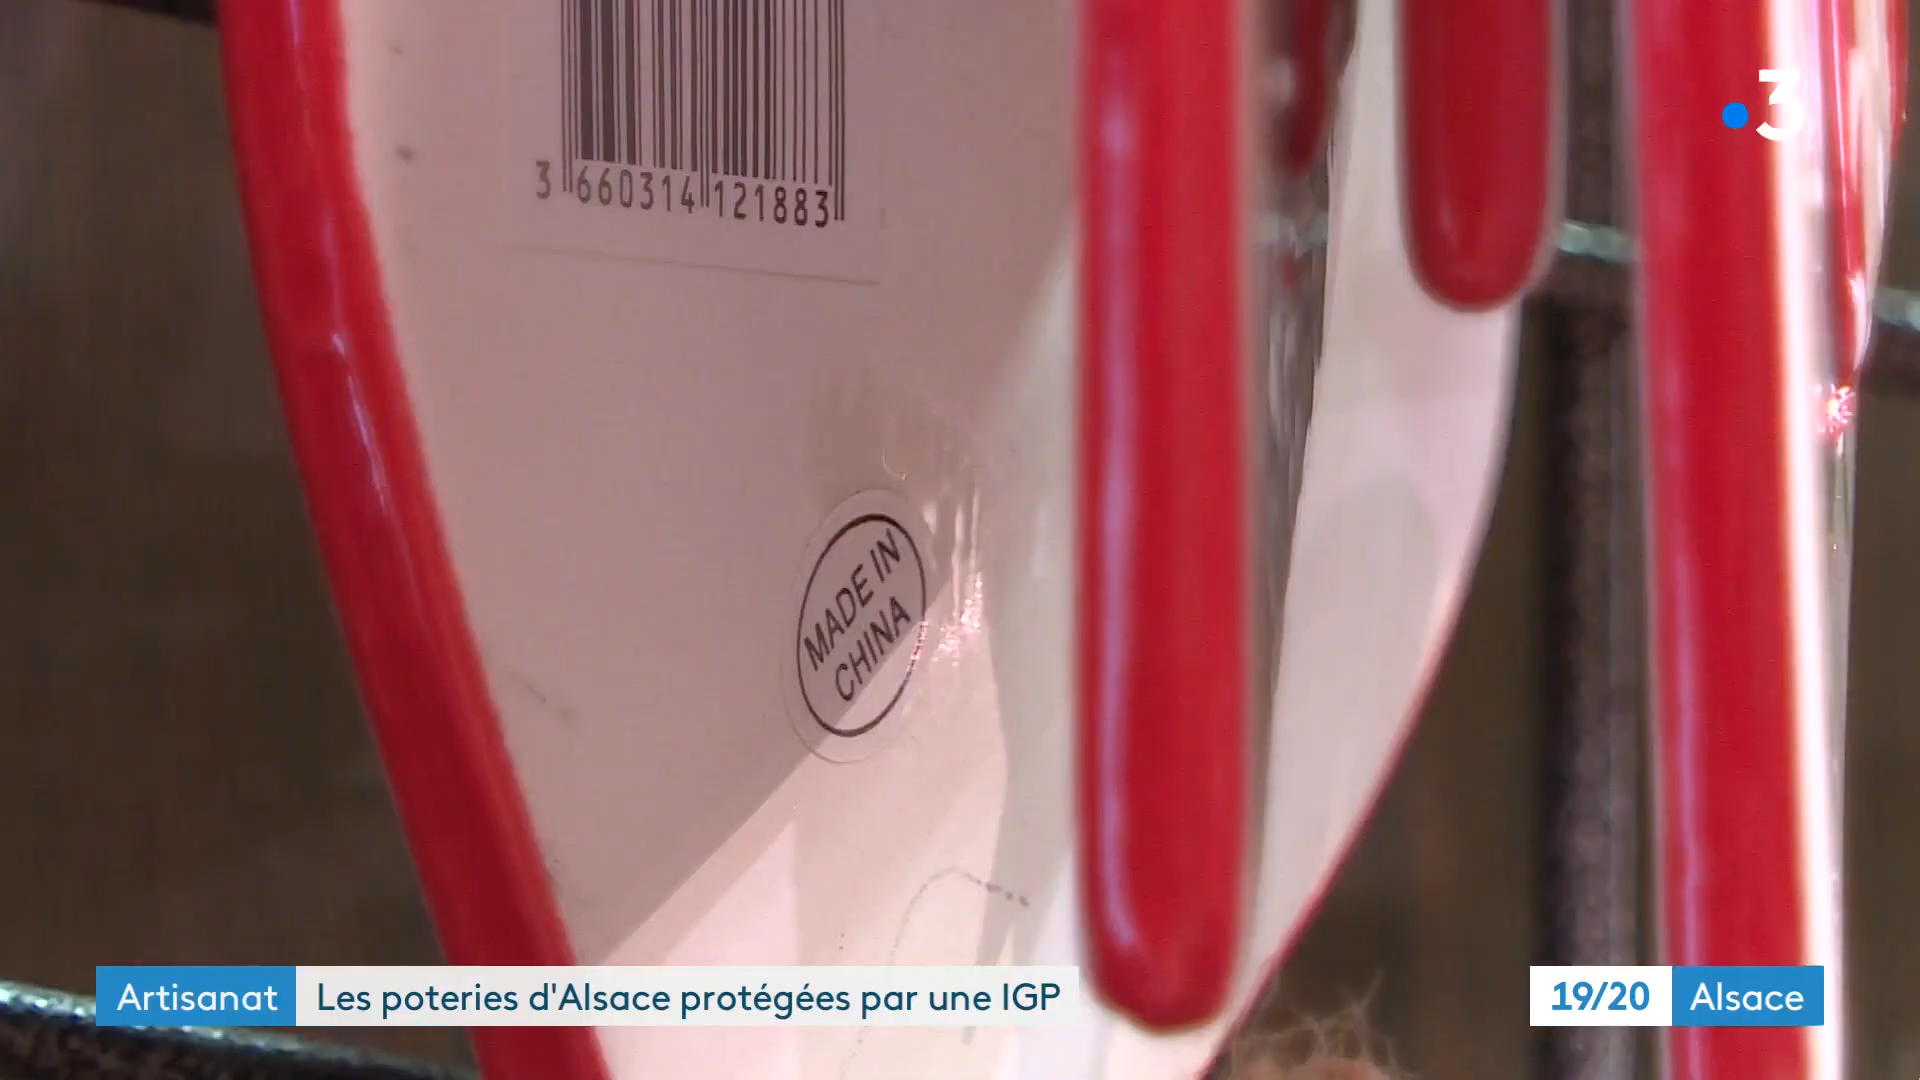 3 660314 121883
3
MADE IN
CHINA
Artisanat
Les poteries d'Alsace protégées par une IGP
19/20
Alsace